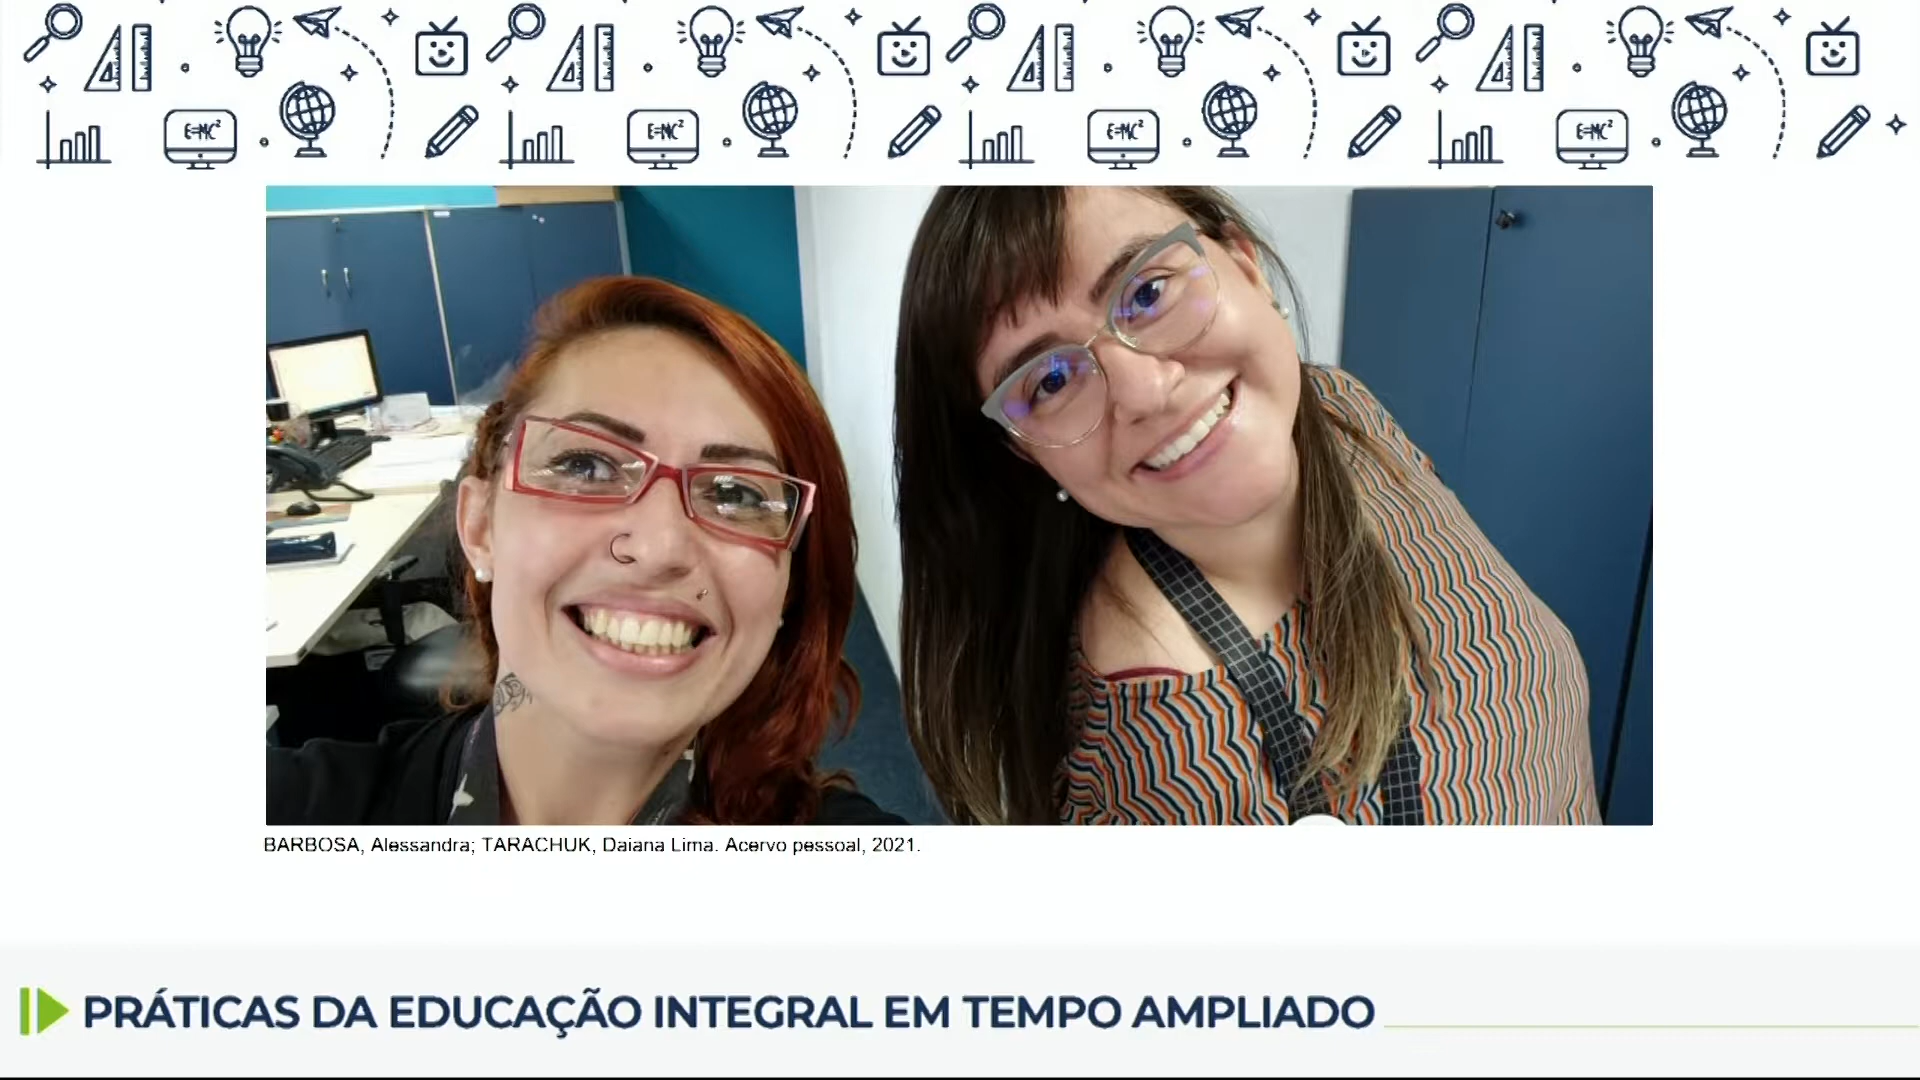 E=MC² E=MC² E=MC² E=MC²
BARBOSA, Alessandra; TARACHUK, Daiana Lima. Acervo pessoal, 2021.
PRÁTICAS DA EDUCAÇÃO INTEGRAL EM TEMPO AMPLIADO